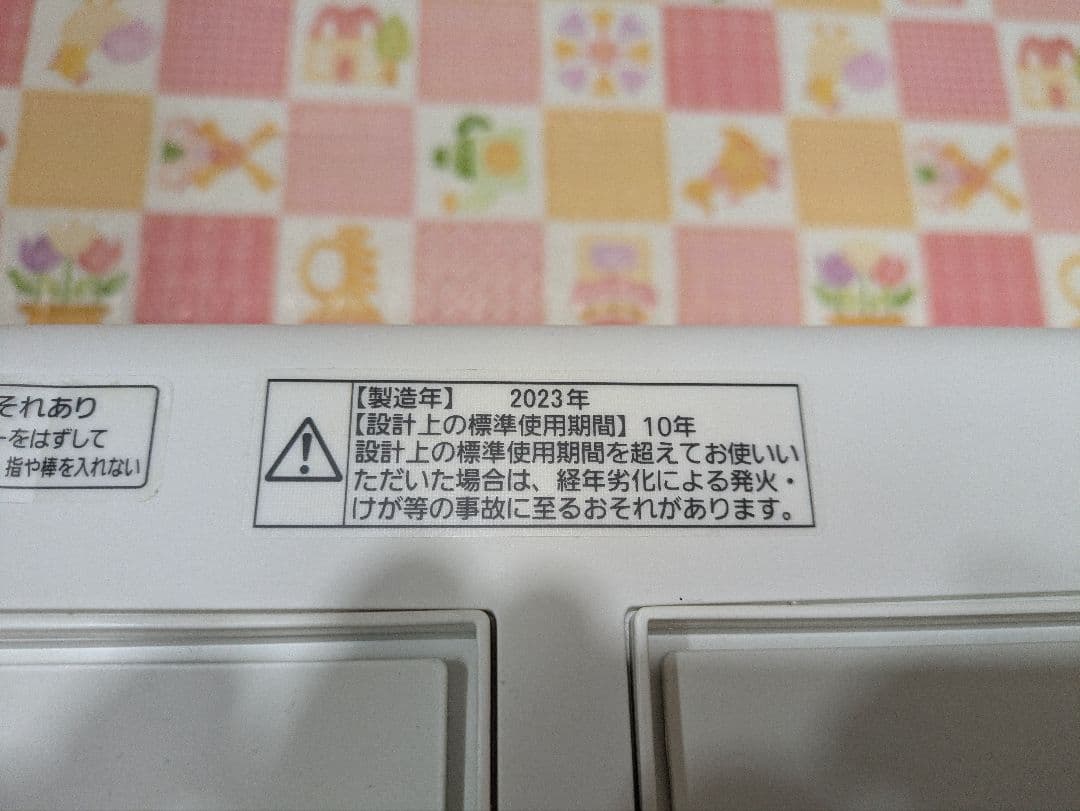 それあり
ーをはずして
指や棒を入れない
【製造年】 2023年
【設計上の標準使用期間】10年
設計上の標準使用期間を超えてお使いい
ただいた場合は、経年劣化による発火・
けが等の事故に至るおそれがあります。